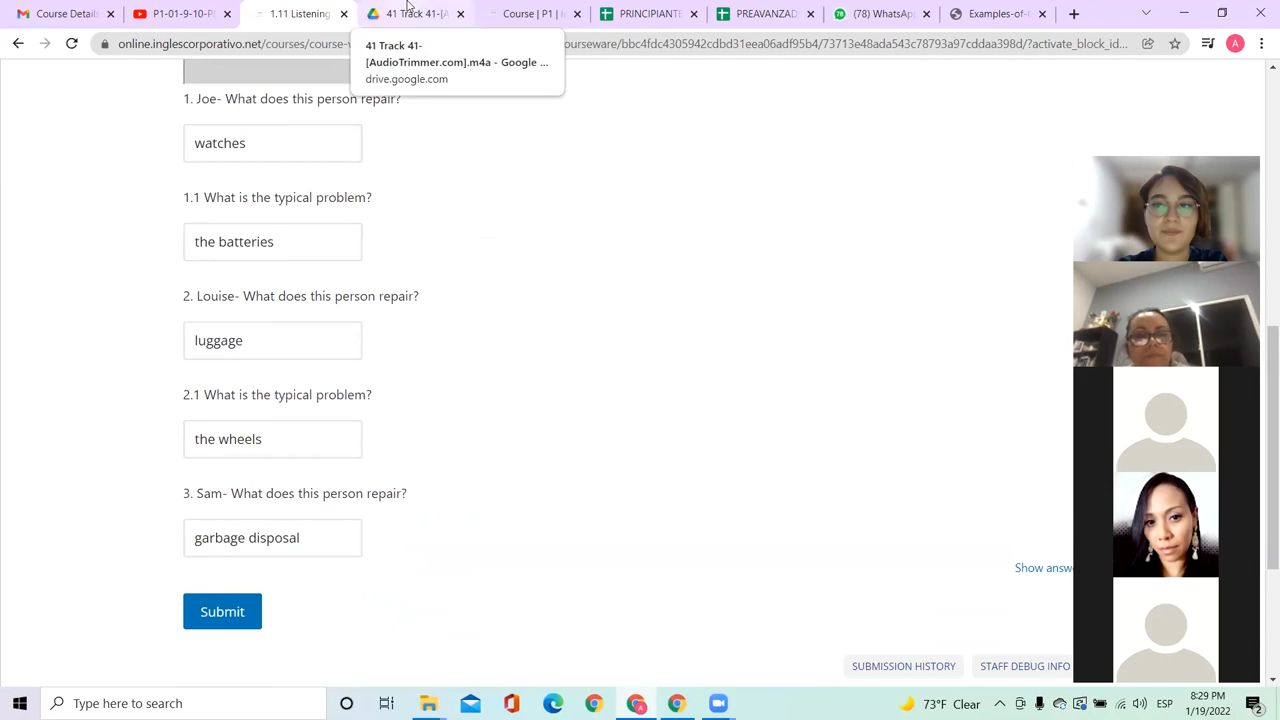 Course Details
P1-0-9-10-P
1.11 Listening
41 Track 41-[A
Course | P1 | I
PRINCIPIANTE
PREAVANZAD
(78) WhatsApp
Examples-of-
online.inglescorporativo.net/courses/course-v
ourseware/bbc4fdc4305942cdbd31eea06adf95b4/73713e48ada543c78793a97cddaa398d/?activate_block_id...
A
41 Track 41-
[AudioTrimmer.com].m4a - Google ...
drive.google.com
1. Joe- What does this person repair?
watches
1.1 What is the typical problem?
the batteries
2. Louise- What does this person repair?
luggage
2.1 What is the typical problem?
the wheels
3. Sam- What does this person repair?
garbage disposal
Show answ
Submit
SUBMISSION HISTORY
STAFF DEBUG INFO
Type here to search
73°F Clear
ESP
8:29 PM
1/19/2022
2